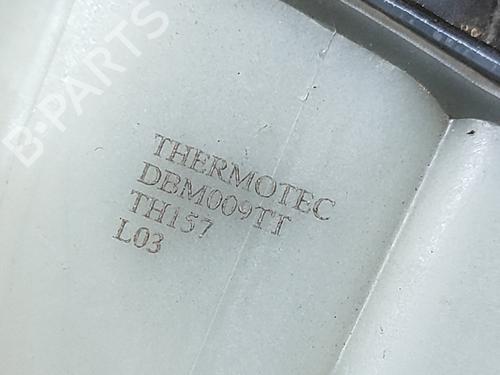 B-PARTS
THERMOTEC
DBM009TT
TH157
L03